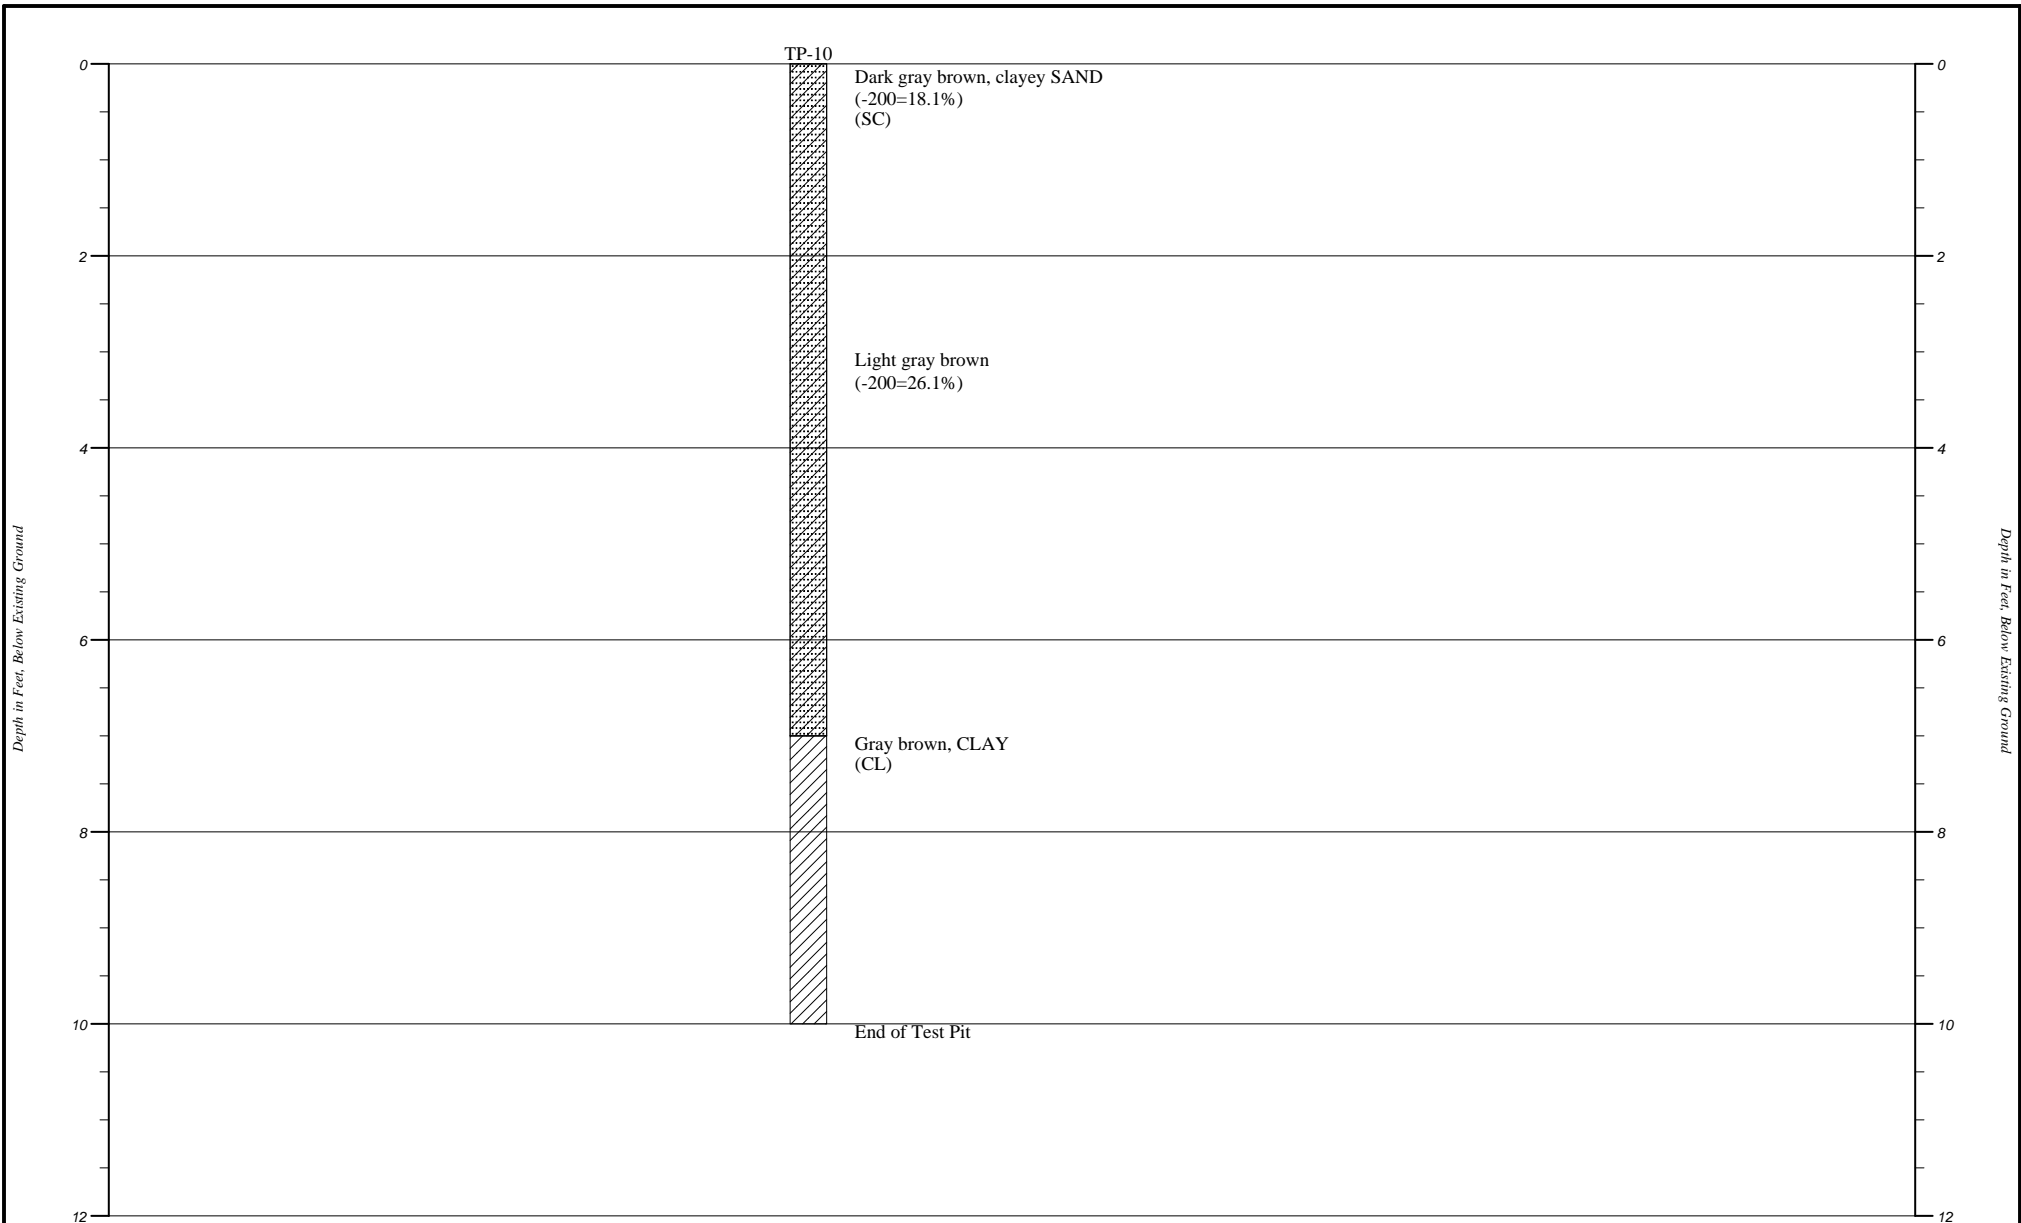 TP-10
0
0
Dark gray brown, clayey SAND
(-200=18.1%)
(SC)
2
2
Light gray brown
(-200=26.1%)
4
4
Depth in Feet, Below Existing Ground
Depth in Feet, Below Existing Ground
6
6
Gray brown, CLAY
(CL)
8
8
10
10
End of Test Pit
12
12